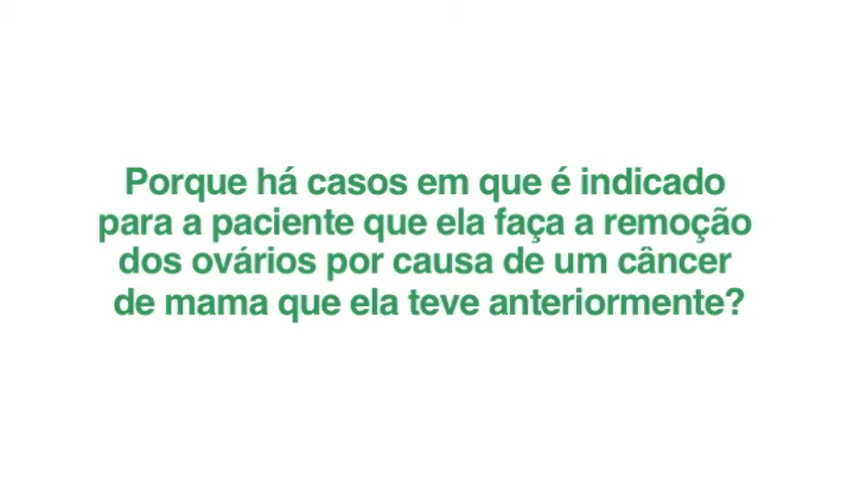 Porque há casos em que é indicado
para a paciente que ela faça a remoção
dos ovários por causa de um câncer
de mama que ela teve anteriormente?